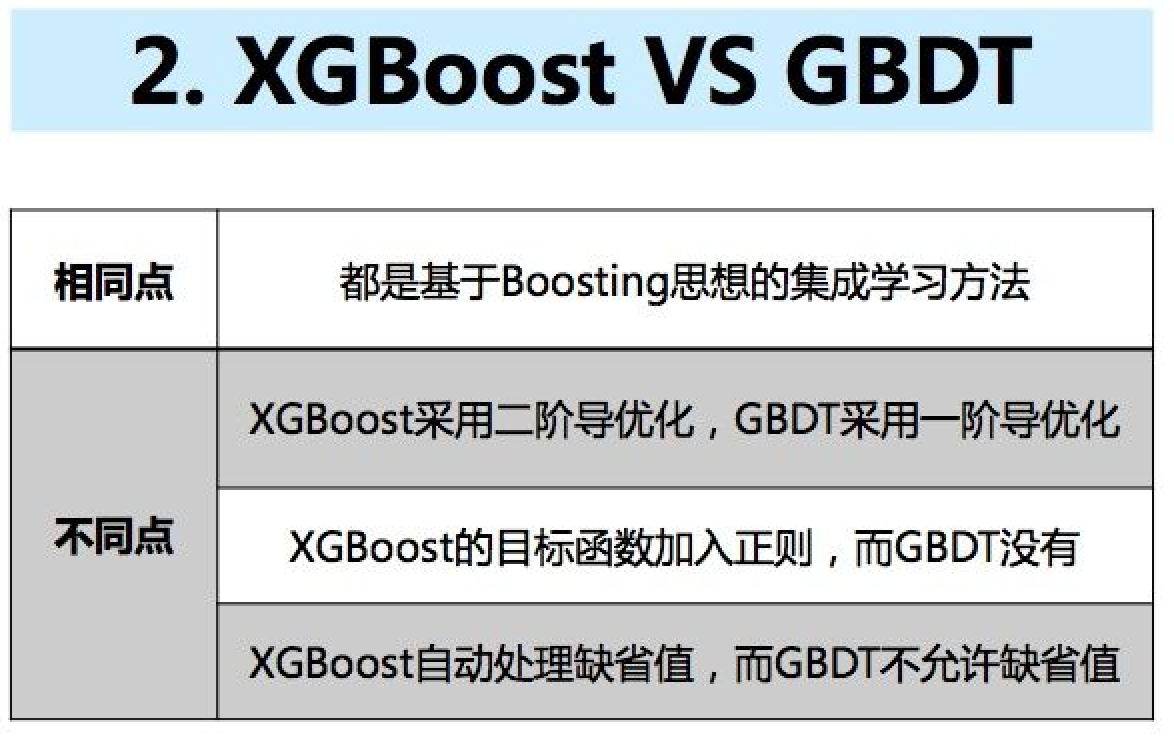 2. XGBoost VS GBDT
相同点
都是基于Boosting思想的集成学习方法
不同点
XGBoost采用二阶导优化，GBDT采用一阶导优化
XGBoost的目标函数加入正则，而GBDT没有
XGBoost自动处理缺省值，而GBDT不允许缺省值